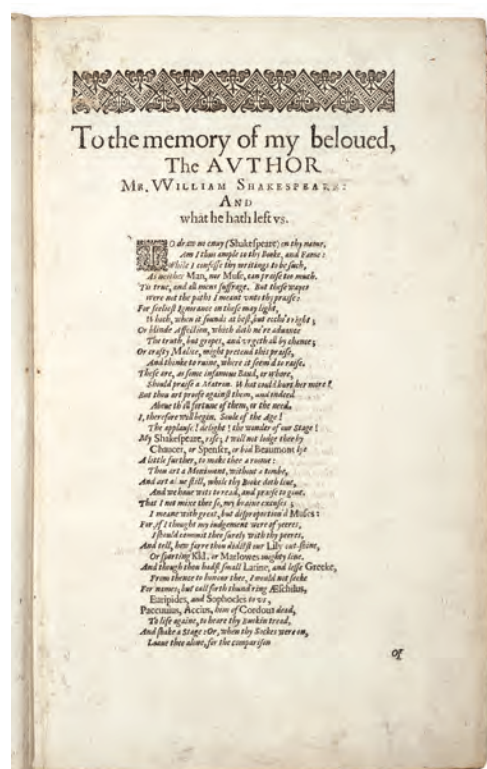 To the memory of my beloued,
The AVTHOR
MR. WILLIAM SHAKESPEARE:
AND
what he hath left vs.
TO draw no enuy (Shakespeare) on thy name,
Am I thus ample to thy Booke, and Fame:
While I confesse thy writings to be such,
As neither Man, nor Muse, can praise too much.
'Tis true, and all mens suffrage. But these wayes
were not the paths I meant vnto thy praise:
For seeliest Ignorance on these may light,
Which, when it sounds at best, but eccho's right;
Or blinde Affection, which doth ne're aduance
The truth, but gropes, and vrgeth all by chance;
Or crafty Malice, might pretend this praise,
And thinke to ruine, where it seem'd to raise.
These are, as some infamous Baud, or whore,
Should praise a Matron. What could hurt her more?
But thou art proofe against them, and indeed
Aboue th'ill fortune of them, or the need.
I, therefore will begin. Soule of the Age!
The applause! delight! the wonder of our Stage!
My Shakespeare, rise; I will not lodge thee by
Chaucer, or Spenser, or bid Beaumont lye
A little further, to make thee a roome:
Thou art a Moniment, without a tombe,
And art aliue still, while thy Booke doth liue,
And we haue wits to read, and praise to giue.
That I not mixe thee so, my braine excuses;
I meane with great, but disproportion'd Muses:
For, if I thought my iudgement were of yeeres,
I should commit thee surely with thy peeres,
And tell, how farre thou didst our Lily out-shine,
Or sporting Kid, or Marlowes mighty line.
And though thou hadst small Latine, and lesse Greeke,
From thence to honour thee, I would not seeke
For names; but call forth thund'ring Æschilus,
Euripides, and Sophocles to vs,
Paccuuius, Accius, him of Cordoua dead,
To life againe, to heare thy Buskin tread,
And shake a Stage: Or, when thy Sockes were on,
Leaue thee alone, for the comparison
Of